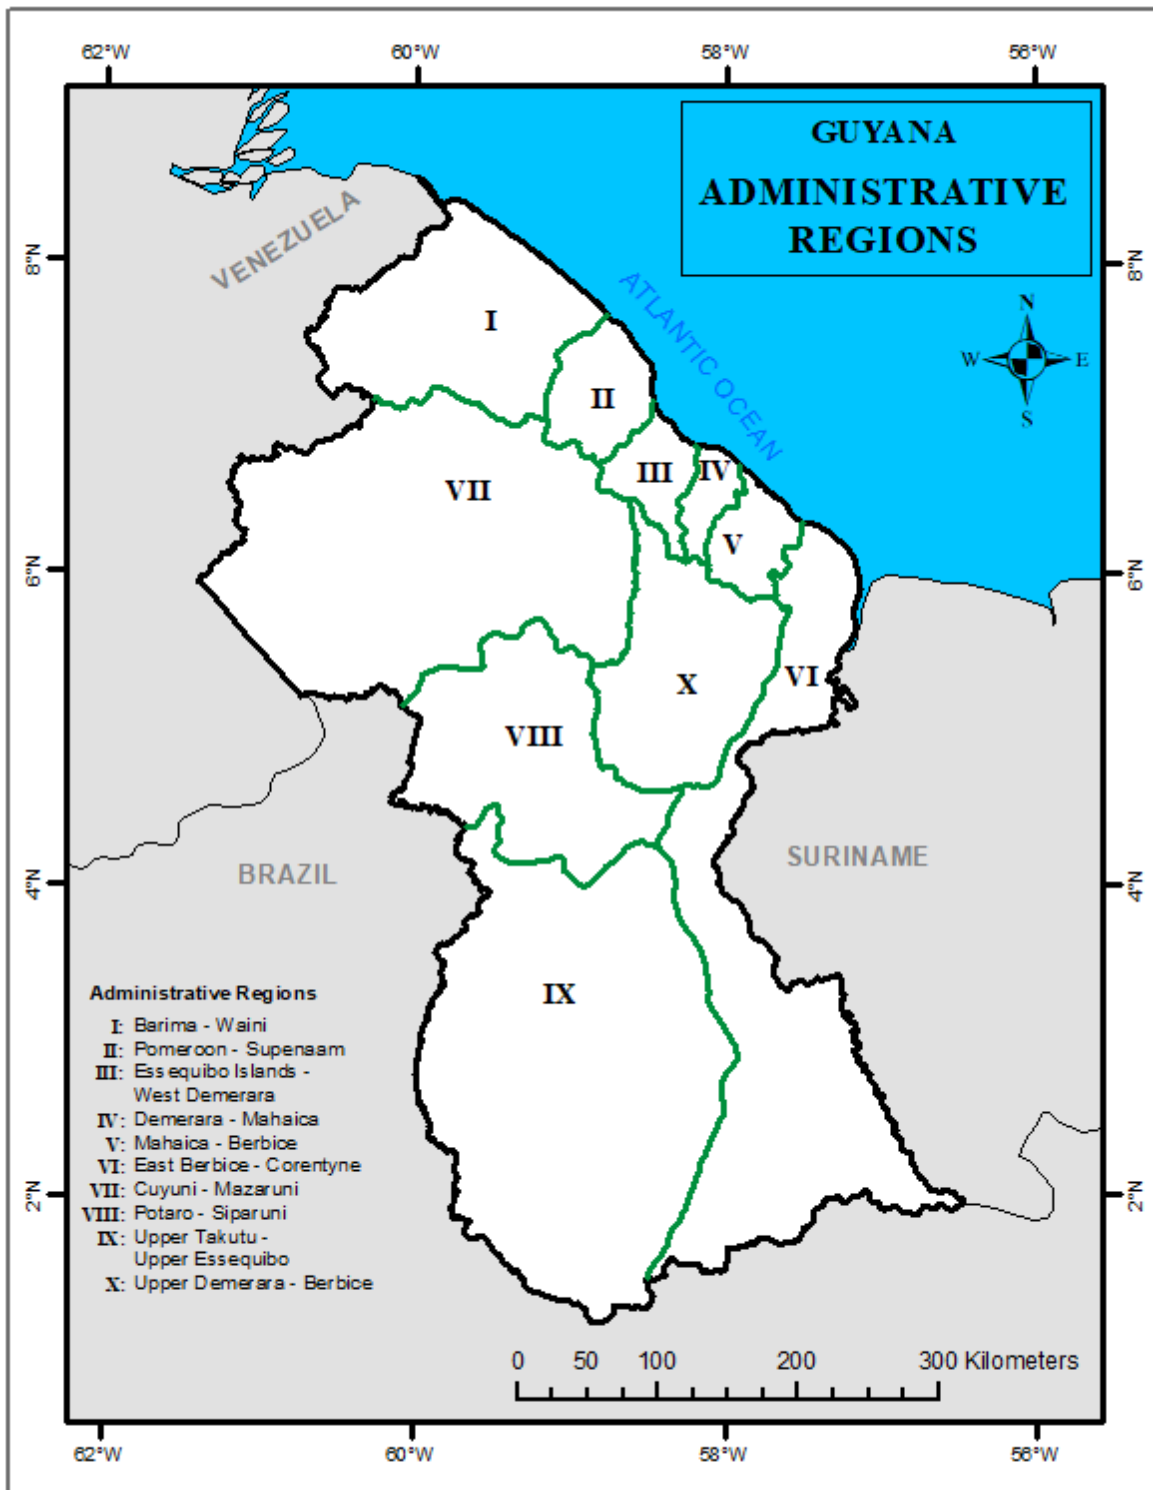 62°W 60°W 58°W 56°W
GUYANA
ADMINISTRATIVE
REGIONS
VENEZUELA
8°N
8°N
ATLANTIC OCEAN
N
W E
S
I
II
III
IV
V
VI
VII
VIII
IX
X
6°N
6°N
BRAZIL
SURINAME
4°N
4°N
Administrative Regions
I: Barima - Waini
II: Pomeroon - Supenaam
III: Essequibo Islands -
West Demerara
IV: Demerara - Mahaica
V: Mahaica - Berbice
VI: East Berbice - Corentyne
VII: Cuyuni - Mazaruni
VIII: Potaro - Siparuni
IX: Upper Takutu -
Upper Essequibo
X: Upper Demerara - Berbice
2°N
2°N
0 50 100 200 300 Kilometers
62°W 60°W 58°W 56°W